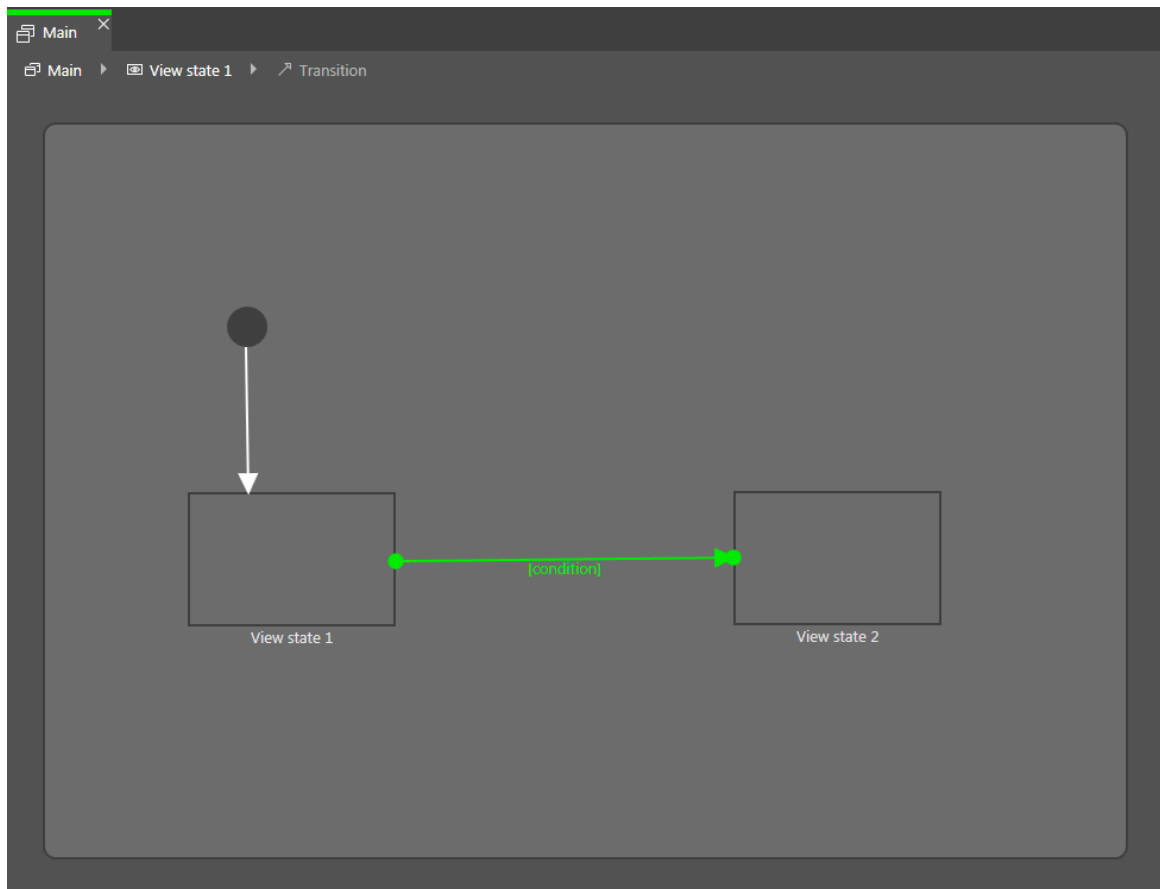 Main
Main View state 1 Transition
[condition]
View state 1
View state 2